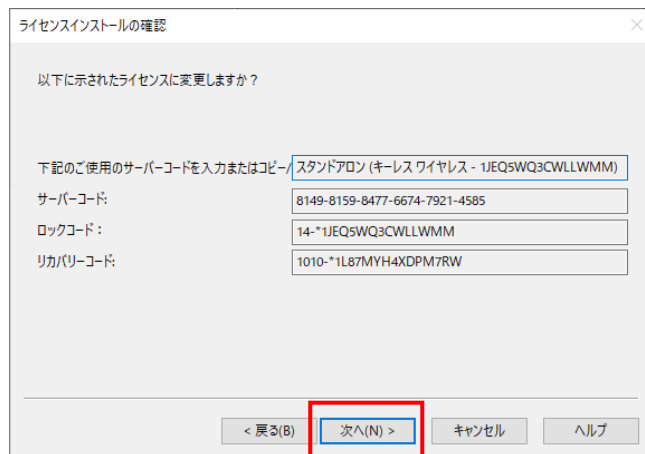 ライセンスインストールの確認
以下に示されたライセンスに変更しますか?
下記のご使用のサーバーコードを入力またはコピー/ スタンドアロン (キーレス ワイヤレス - 1JEQ5WQ3CWLLWMM)
サーバーコード: 8149-8159-8477-6674-7921-4585
ロックコード: 14-*1JEQ5WQ3CWLLWMM
リカバリーコード: 1010-*1L87MYH4XDPM7RW
< 戻る(B) 次へ(N) > キャンセル ヘルプ